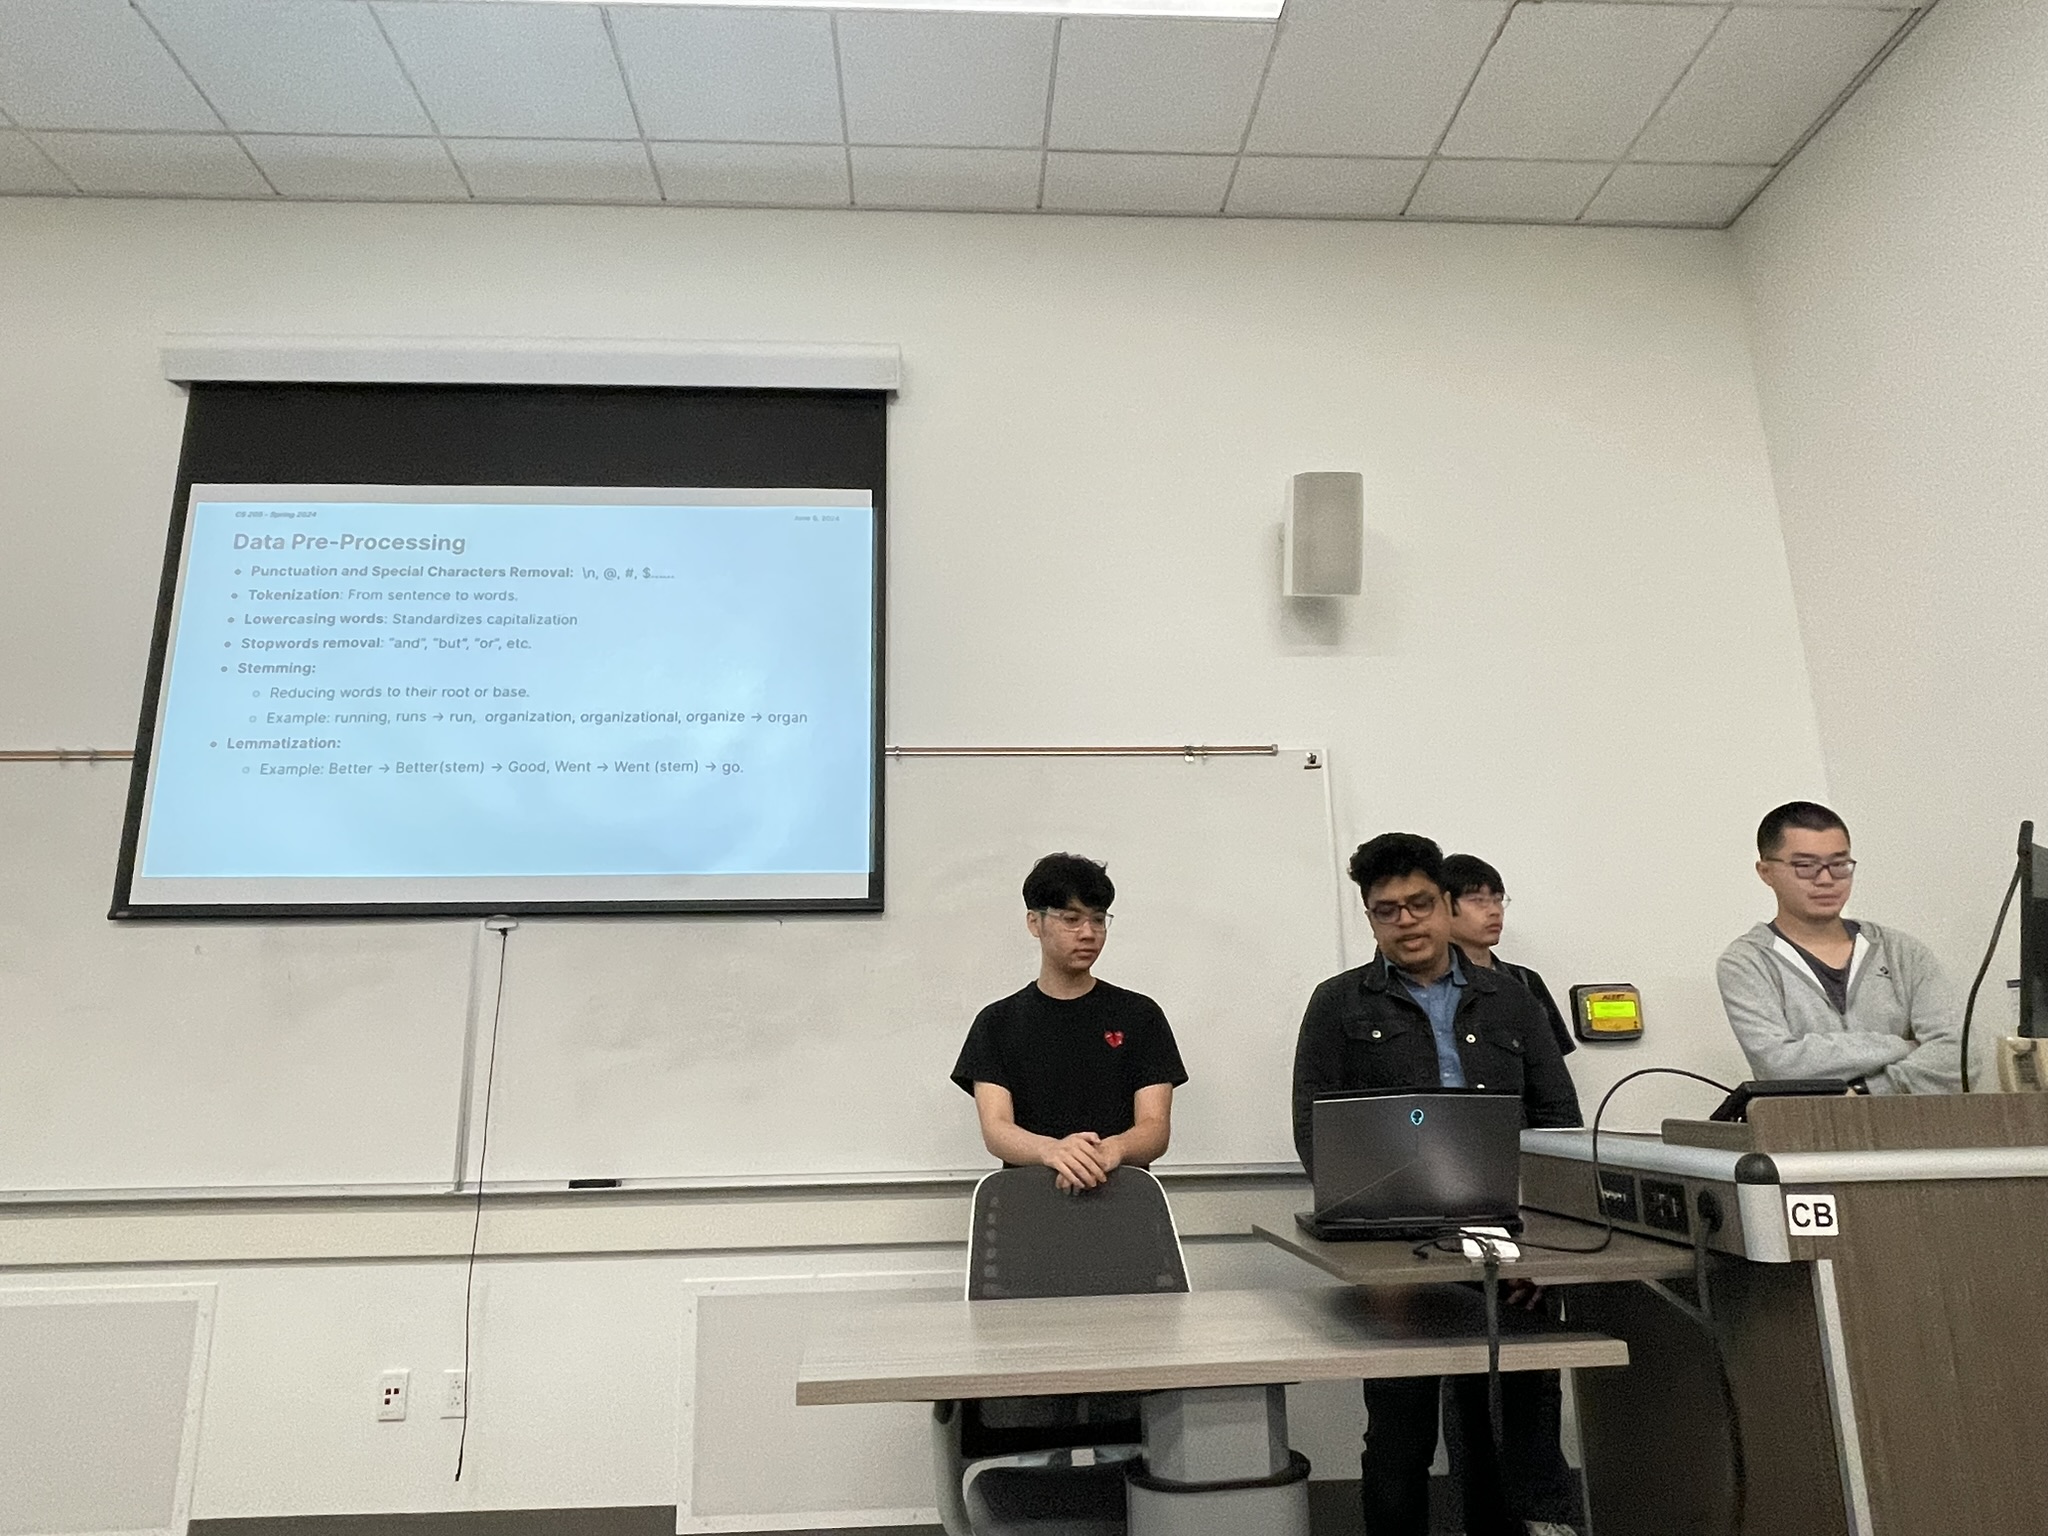 CS 205 - Spring 2024
June 5, 2024
Data Pre-Processing
Punctuation and Special Characters Removal: \n, @, #, $......
Tokenization: From sentence to words.
Lowercasing words: Standardizes capitalization
Stopwords removal: "and", "but", "or", etc.
Stemming:
Reducing words to their root or base.
Example: running, runs → run, organization, organizational, organize → organ
Lemmatization:
Example: Better → Better(stem) → Good, Went → Went (stem) → go.
ALERT
CB